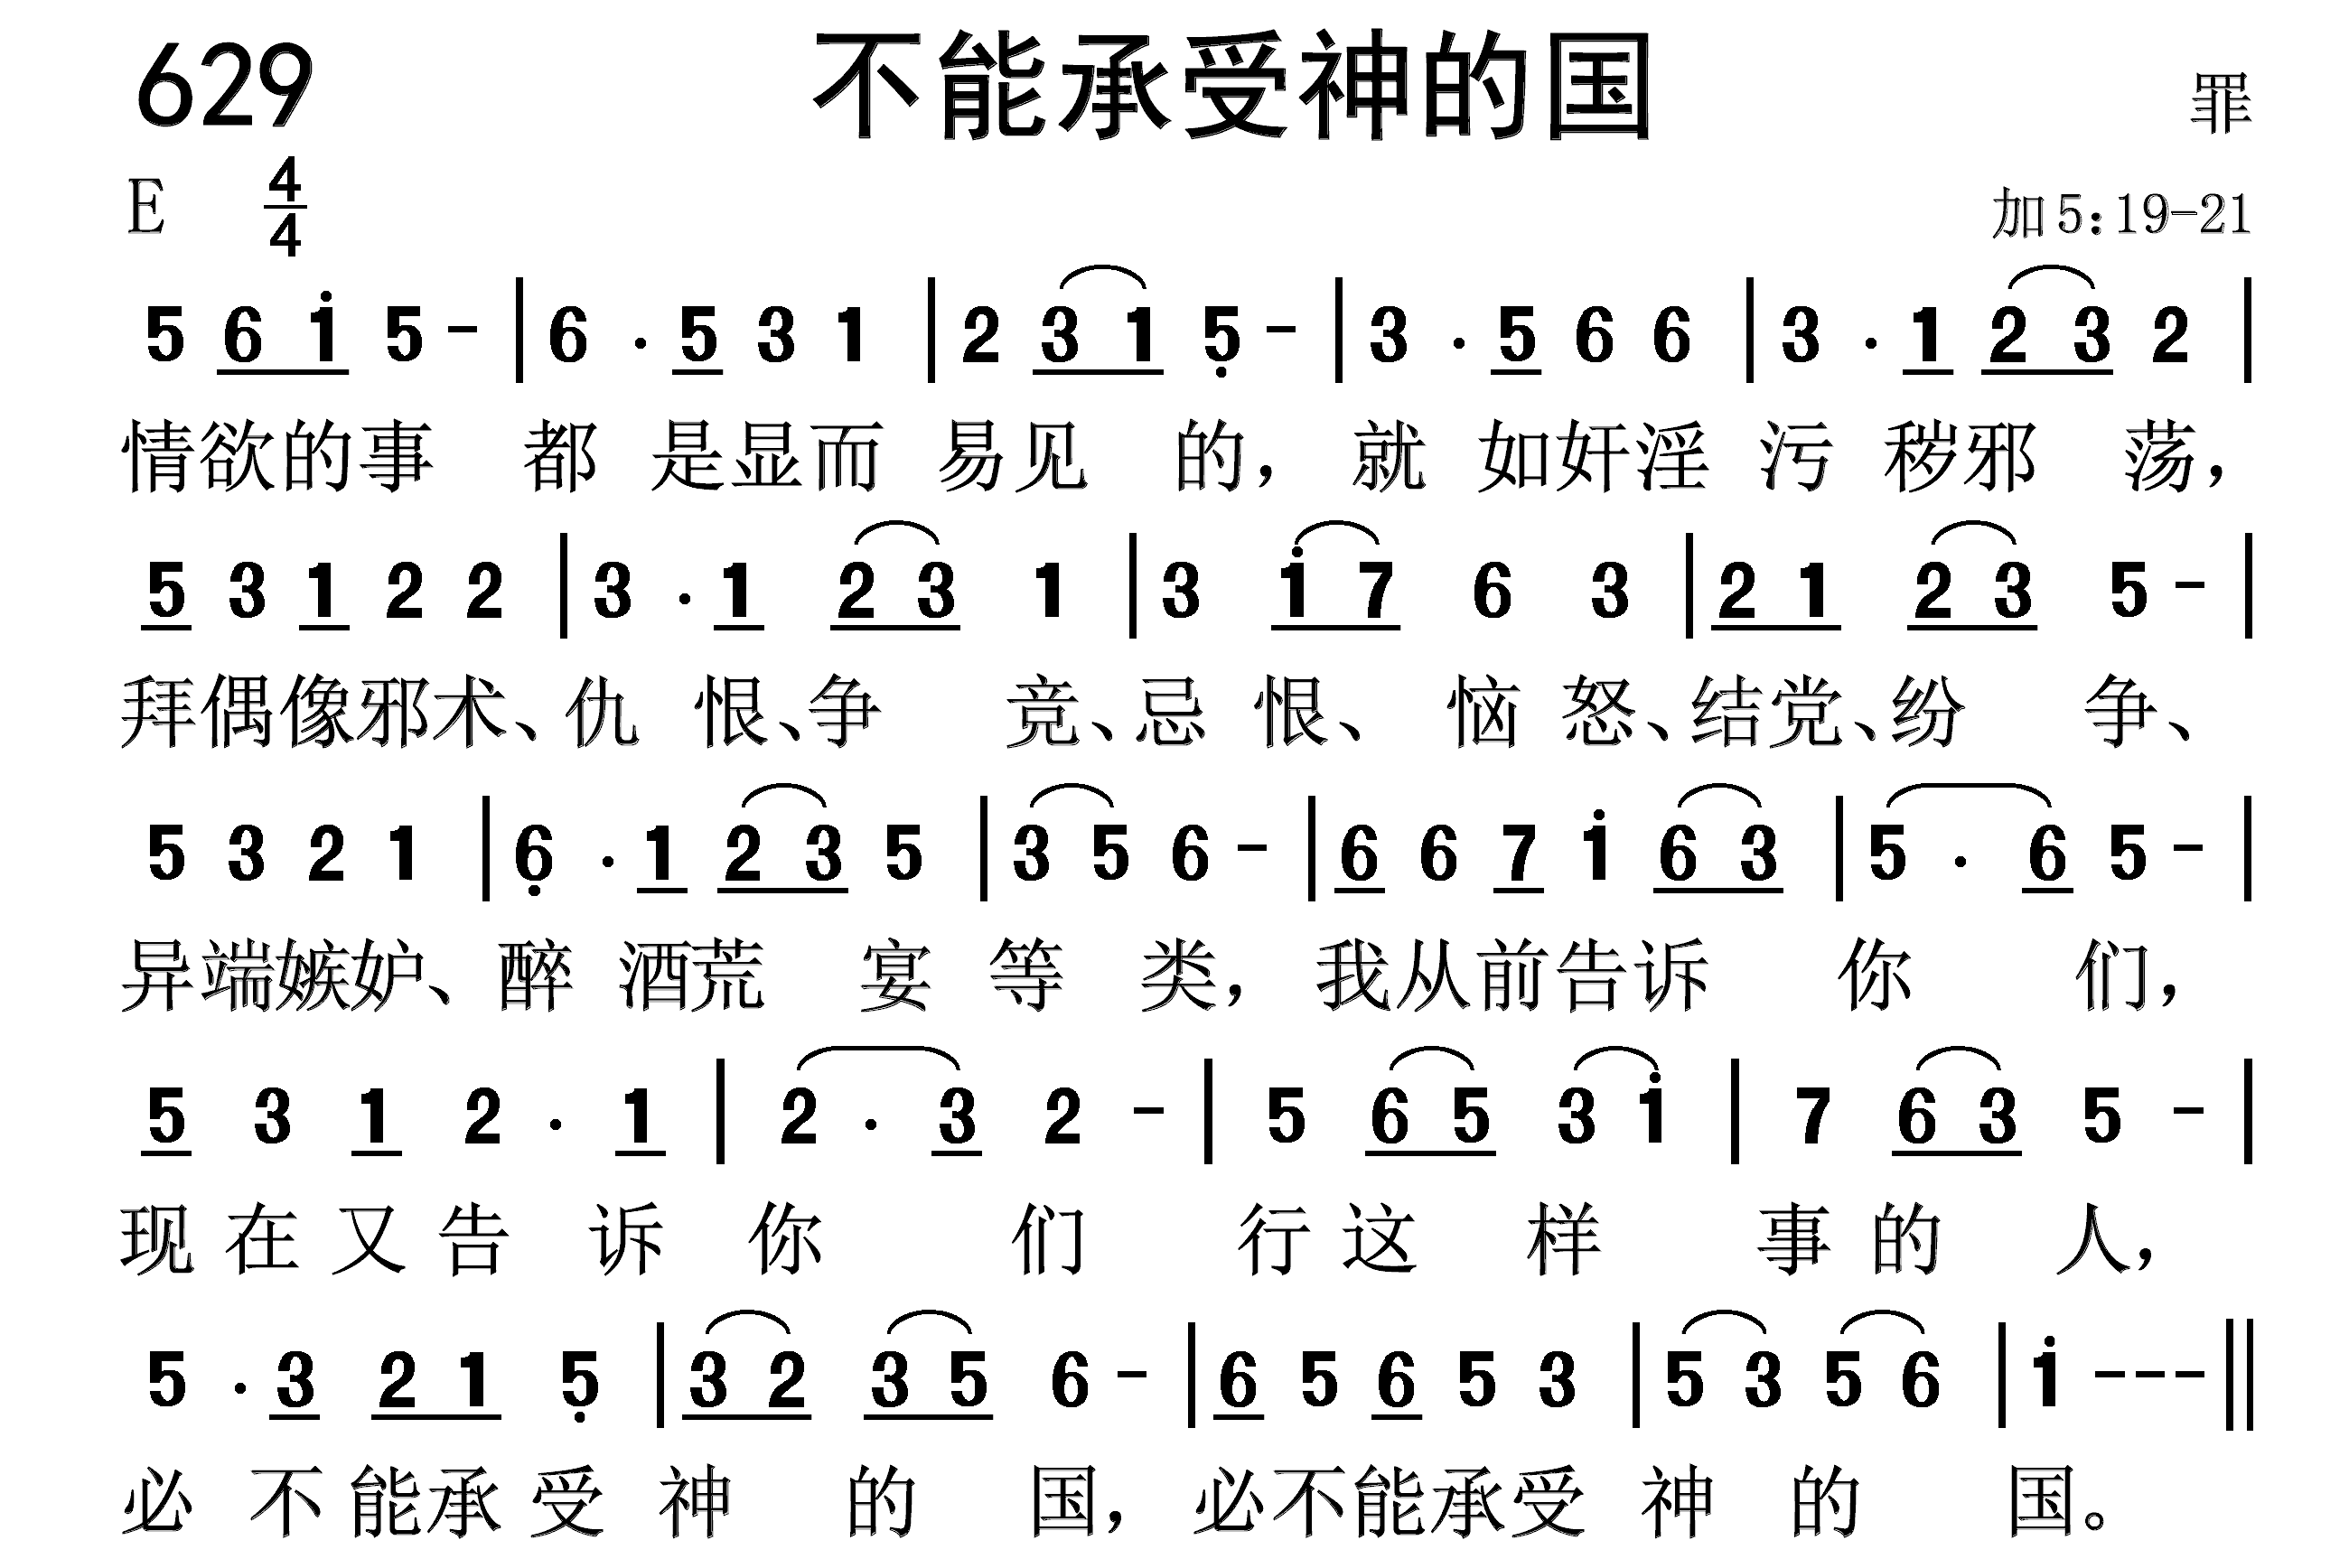 629 不能承受神的国 罪
E 4/4 加5:19-21
5 6 i 5 - | 6 · 5 3 1 | 2 3 1 5̣ - | 3 · 5 6 6 | 3 · 1 2 3 2 |
情欲的事 都 是显而 易见 的, 就 如奸淫 污 秽邪 荡,
5 3 1 2 2 | 3 · 1 2 3 1 | 3 i 7 6 3 | 2 1 2 3 5 - |
拜偶像邪术、仇 恨、争 竞、忌 恨、 恼 怒、结党、纷 争、
5 3 2 1 | 6̣ · 1 2 3 5 | 3 5 6 - | 6 6 7 i 6 3 | 5 · 6 5 - |
异端嫉妒、醉 酒荒 宴 等 类, 我从前告诉 你 们,
5 3 1 2 · 1 | 2 · 3 2 - | 5 6 5 3 i | 7 6 3 5 - |
现 在 又 告 诉 你 们 行 这 样 事 的 人,
5 · 3 2 1 5̣ | 3 2 3 5 6 - | 6 5 6 5 3 | 5 3 5 6 | i - - - ||
必 不 能承 受 神 的 国, 必不能承受 神 的 国。